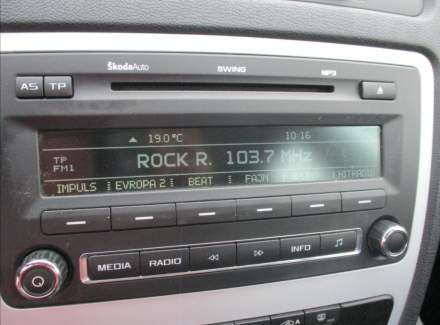 ŠkodaAuto SWING MP3
AS TP
19.0°C 10:16
TP
FM1
ROCK R. 103.7 MHz
IMPULS EVROPA 2 BEAT FAJN HITRADIO
MEDIA RADIO INFO